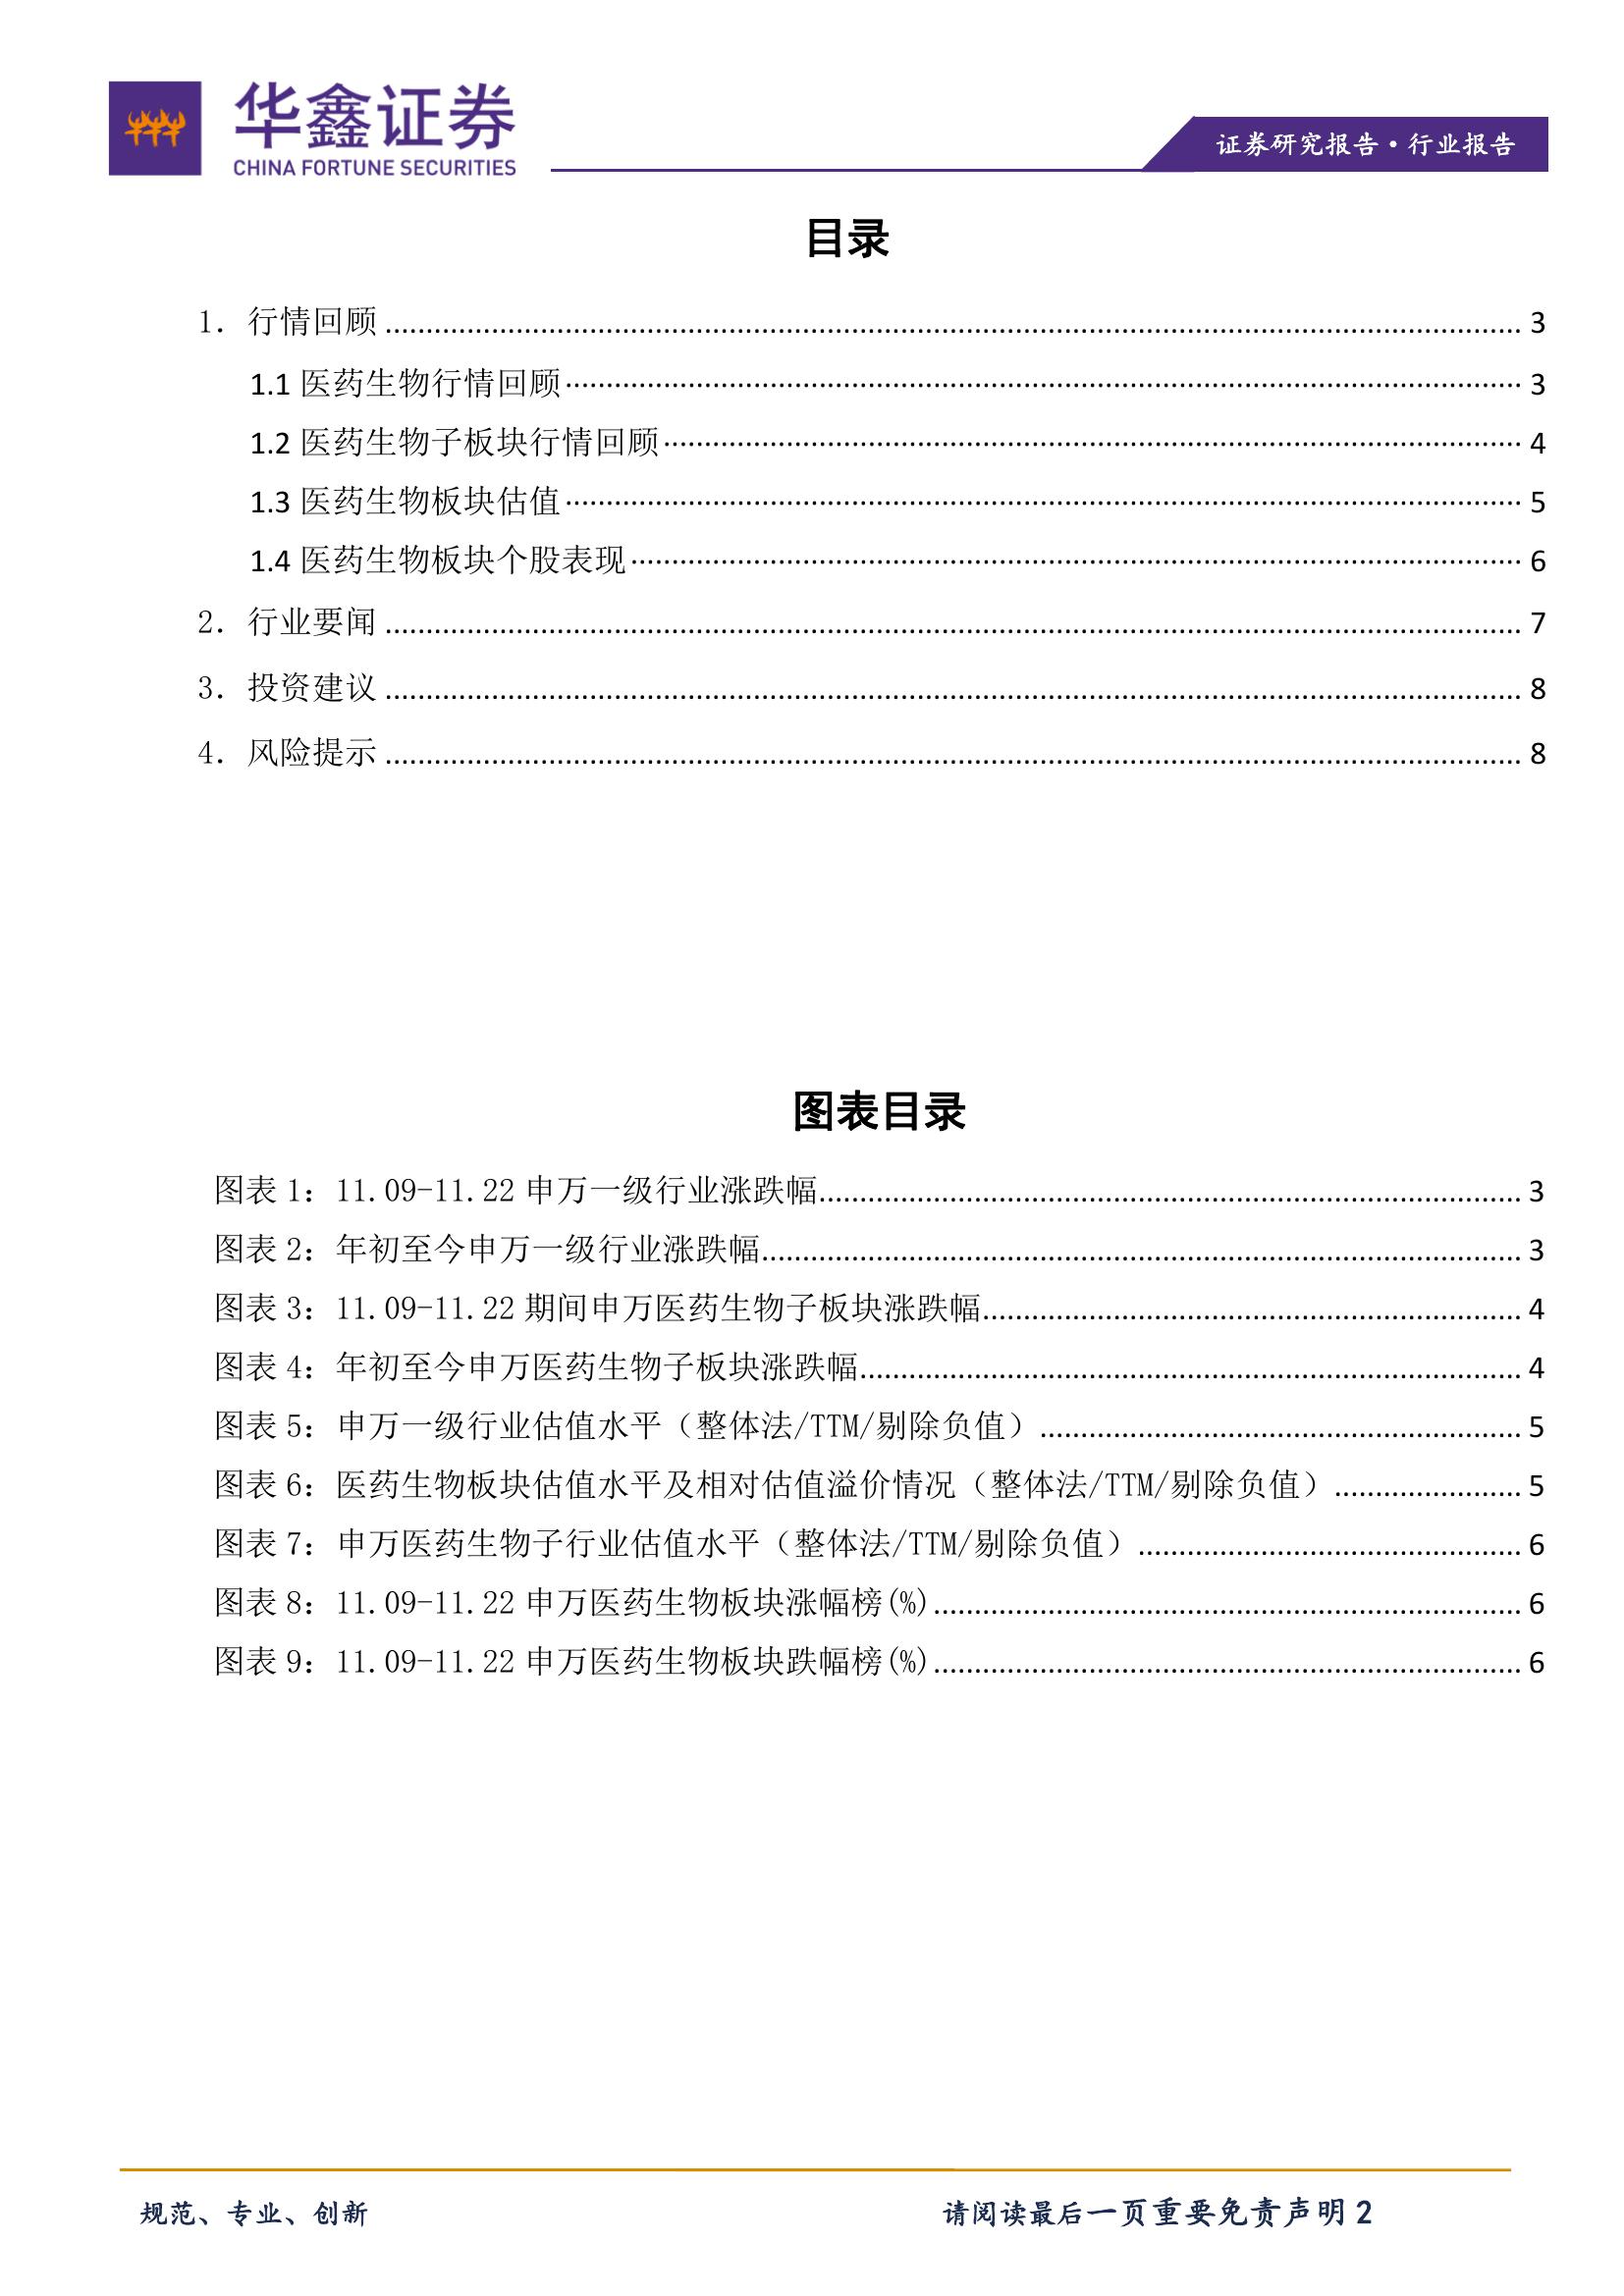 华鑫证券
CHINA FORTUNE SECURITIES
证券研究报告·行业报告
目录
1. 行情回顾 3
1.1 医药生物行情回顾 3
1.2 医药生物子板块行情回顾 4
1.3 医药生物板块估值 5
1.4 医药生物板块个股表现 6
2. 行业要闻 7
3. 投资建议 8
4. 风险提示 8
图表目录
图表 1：11.09-11.22 申万一级行业涨跌幅 3
图表 2：年初至今申万一级行业涨跌幅 3
图表 3：11.09-11.22 期间申万医药生物子板块涨跌幅 4
图表 4：年初至今申万医药生物子板块涨跌幅 4
图表 5：申万一级行业估值水平（整体法/TTM/剔除负值） 5
图表 6：医药生物板块估值水平及相对估值溢价情况（整体法/TTM/剔除负值） 5
图表 7：申万医药生物子行业估值水平（整体法/TTM/剔除负值） 6
图表 8：11.09-11.22 申万医药生物板块涨幅榜(%) 6
图表 9：11.09-11.22 申万医药生物板块跌幅榜(%) 6
规范、专业、创新
请阅读最后一页重要免责声明 2